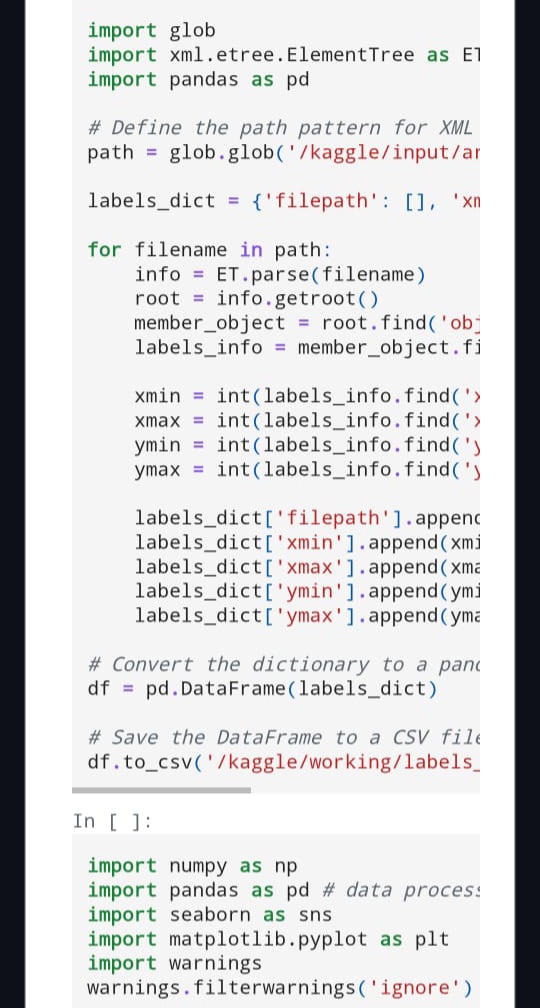 import glob
import xml.etree.ElementTree as ET
import pandas as pd
# Define the path pattern for XML
path = glob.glob('/kaggle/input/ar
labels_dict = {'filepath': [], 'xm
for filename in path:
    info = ET.parse(filename)
    root = info.getroot()
    member_object = root.find('obj
    labels_info = member_object.fi
    xmin = int(labels_info.find('x
    xmax = int(labels_info.find('x
    ymin = int(labels_info.find('y
    ymax = int(labels_info.find('y
    labels_dict['filepath'].append
    labels_dict['xmin'].append(xmi
    labels_dict['xmax'].append(xma
    labels_dict['ymin'].append(ymi
    labels_dict['ymax'].append(yma
# Convert the dictionary to a pand
df = pd.DataFrame(labels_dict)
# Save the DataFrame to a CSV file
df.to_csv('/kaggle/working/labels_
In [ ]:
import numpy as np
import pandas as pd # data process
import seaborn as sns
import matplotlib.pyplot as plt
import warnings
warnings.filterwarnings('ignore')